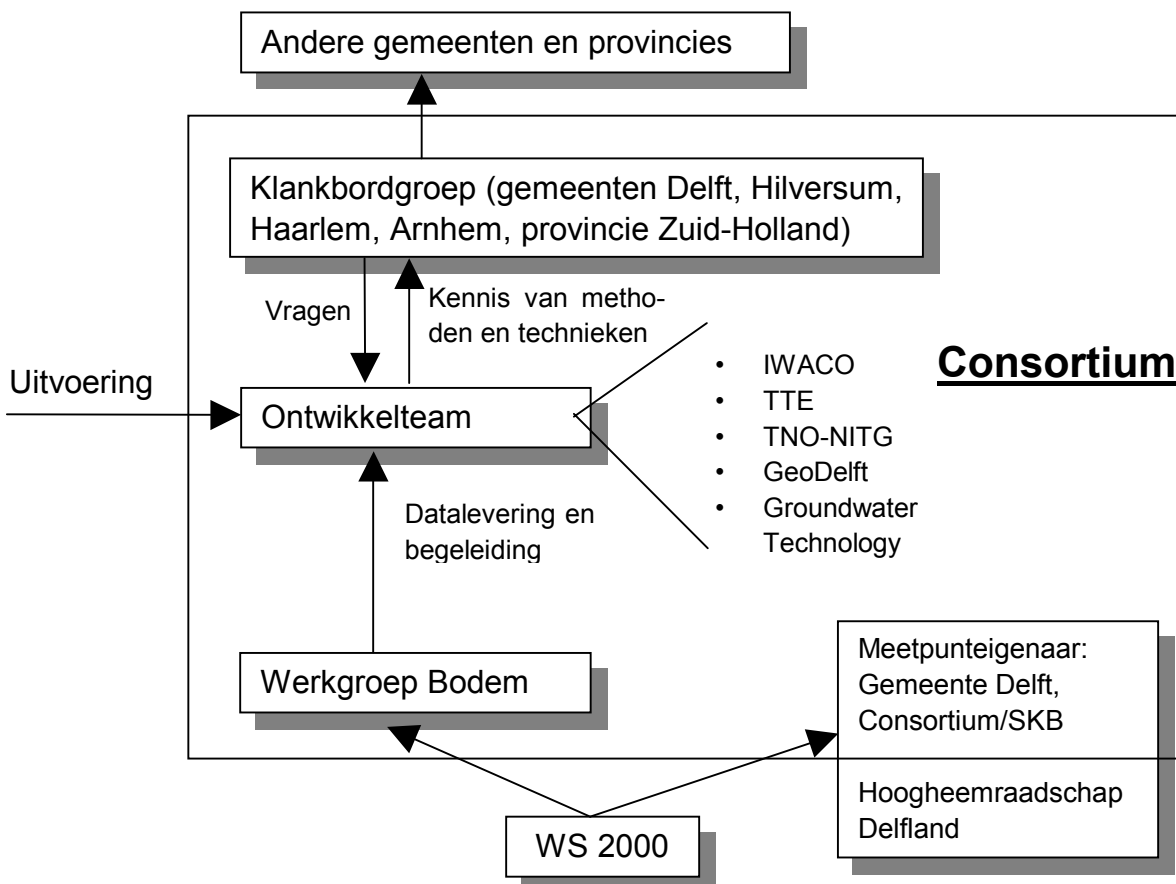 Andere gemeenten en provincies
Klankbordgroep (gemeenten Delft, Hilversum,
Haarlem, Arnhem, provincie Zuid-Holland)
Vragen
Kennis van metho-
den en technieken
Uitvoering
Ontwikkelteam
• IWACO
• TTE
• TNO-NITG
• GeoDelft
• Groundwater
Technology
Consortium
Datalevering en
begeleiding
Werkgroep Bodem
Meetpunteigenaar:
Gemeente Delft,
Consortium/SKB
Hoogheemraadschap
Delfland
WS 2000